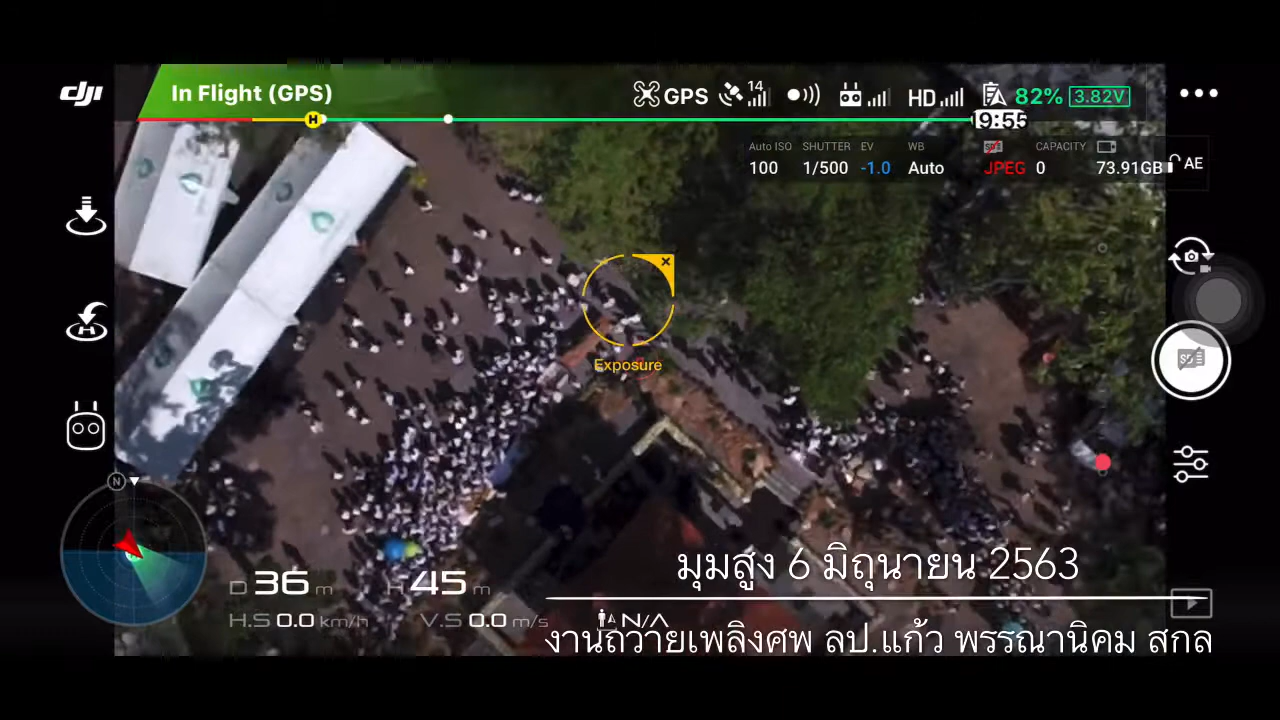 dji
In Flight (GPS)
GPS
14
HD
82%
3.82V
H
9:55
Auto ISO
SHUTTER
EV
WB
CAPACITY
100
1/500
-1.0
Auto
JPEG
0
73.91GB
AE
Exposure
N
D 36 m
H 45 m
H.S 0.0 km/h
V.S 0.0 m/s
N/A
มุมสูง 6 มิถุนายน 2563
งานถวายเพลิงศพ ลป.แก้ว พรรณานิคม สกล